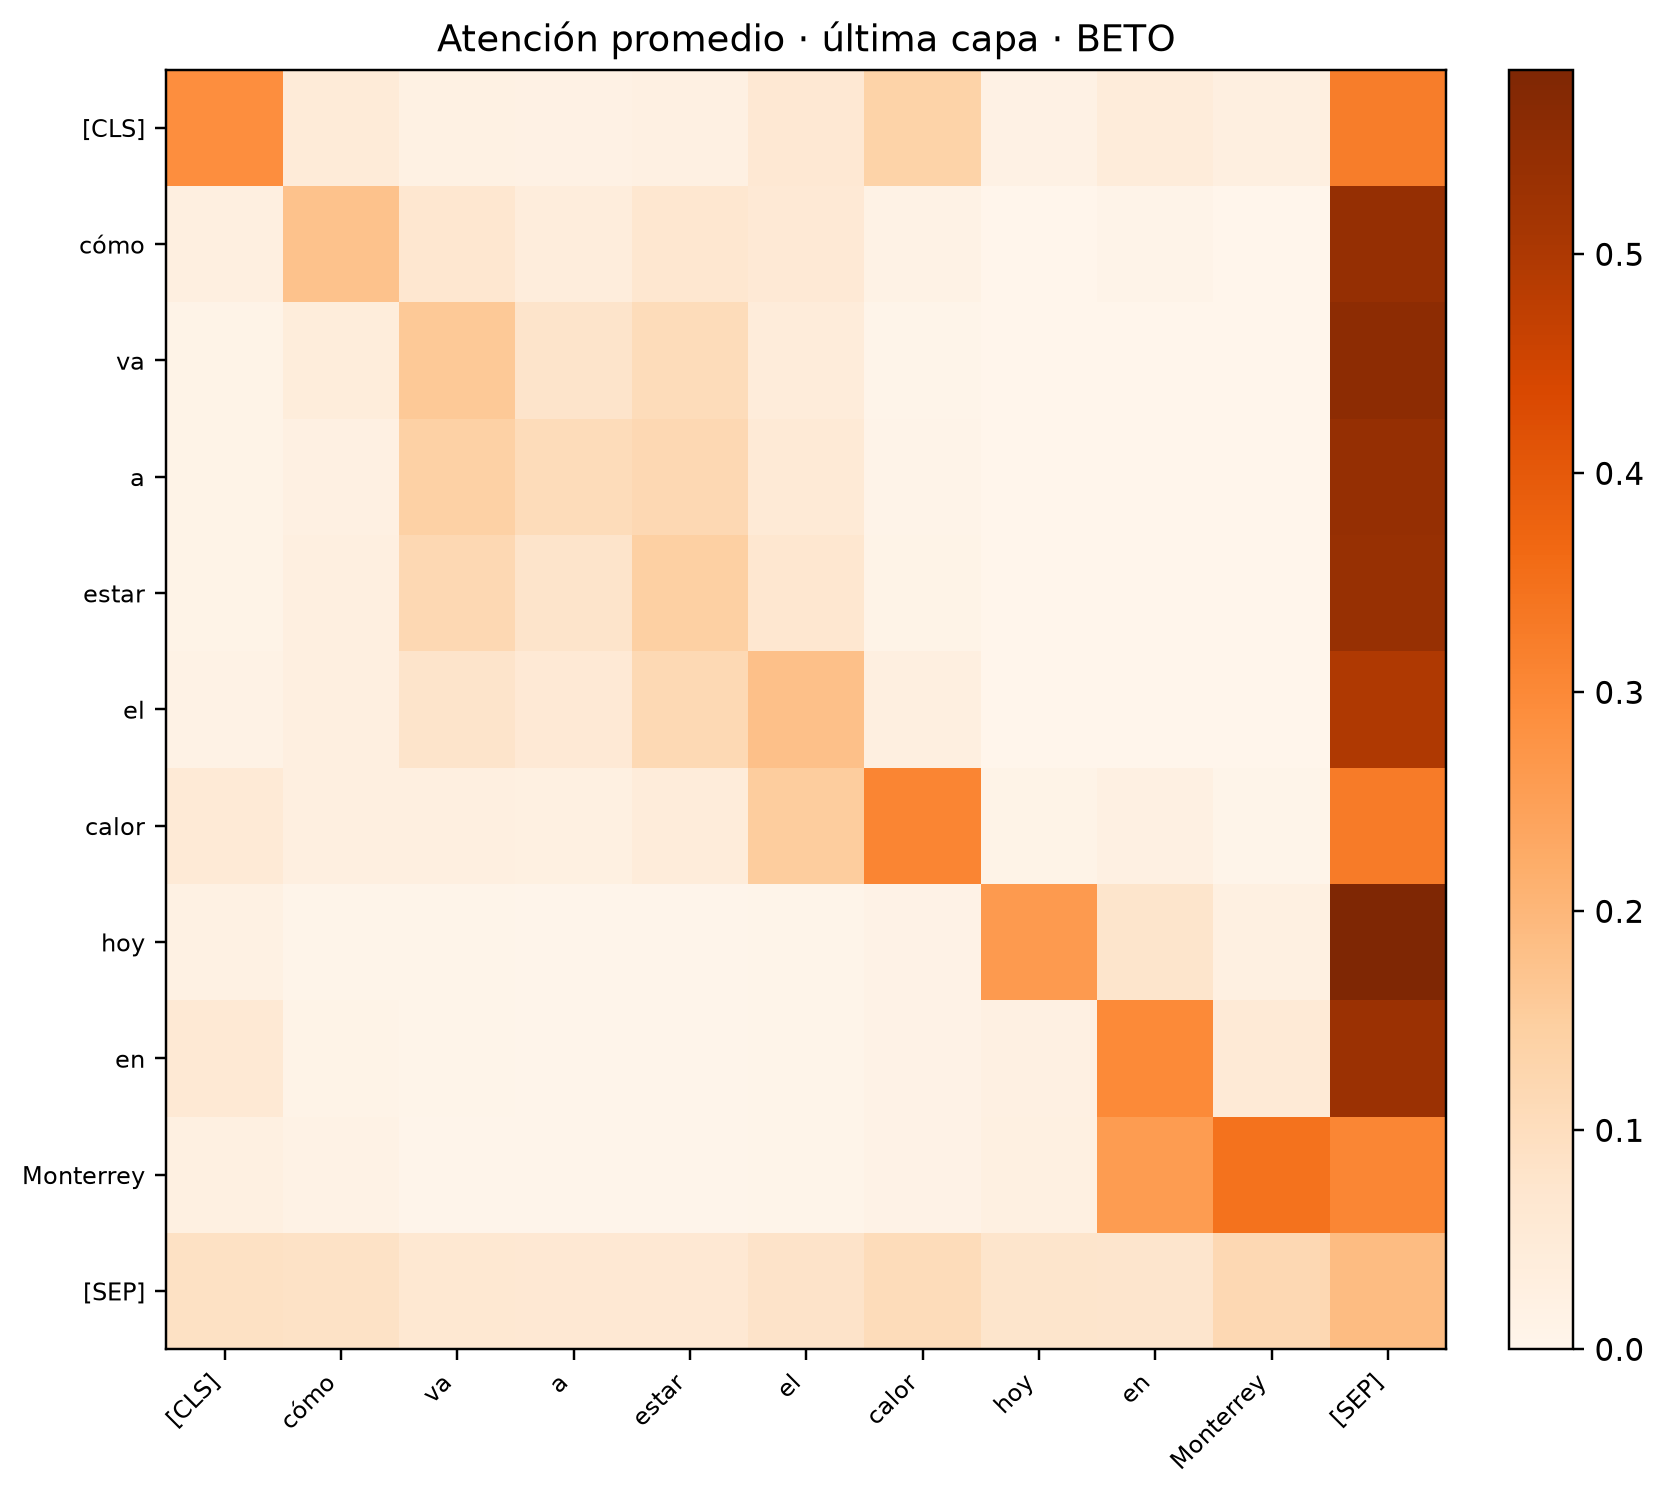 Atención promedio · última capa · BETO
[CLS]
cómo
va
a
estar
el
calor
hoy
en
Monterrey
[SEP]
[CLS]
cómo
va
a
estar
el
calor
hoy
en
Monterrey
[SEP]
0.5
0.4
0.3
0.2
0.1
0.0